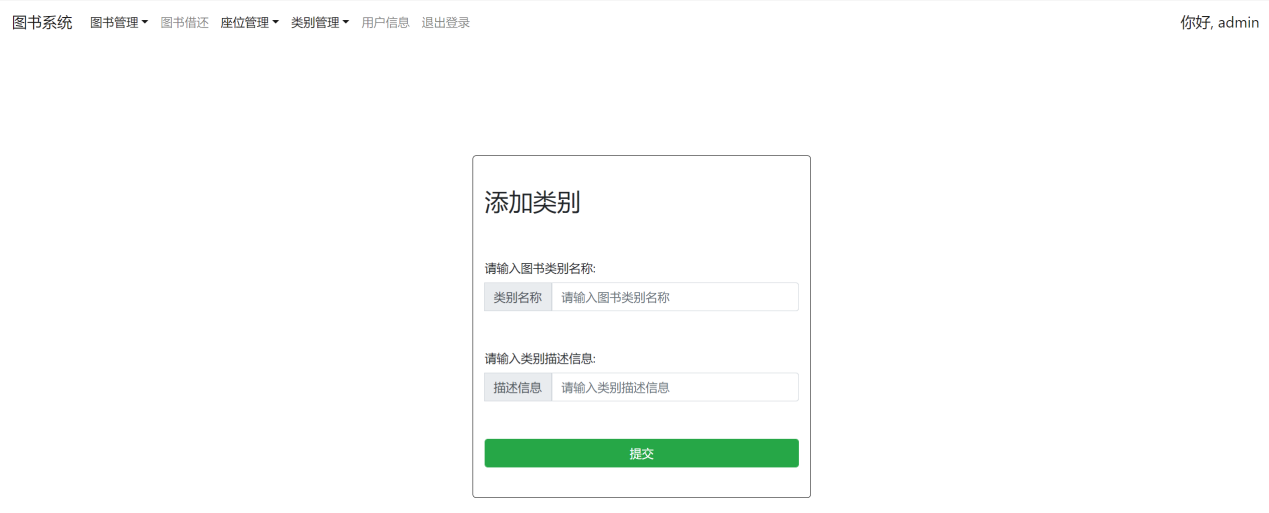 图书系统 图书管理 图书借还 座位管理 类别管理 用户信息 退出登录 你好, admin
添加类别
请输入图书类别名称:
类别名称 请输入图书类别名称
请输入类别描述信息:
描述信息 请输入类别描述信息
提交